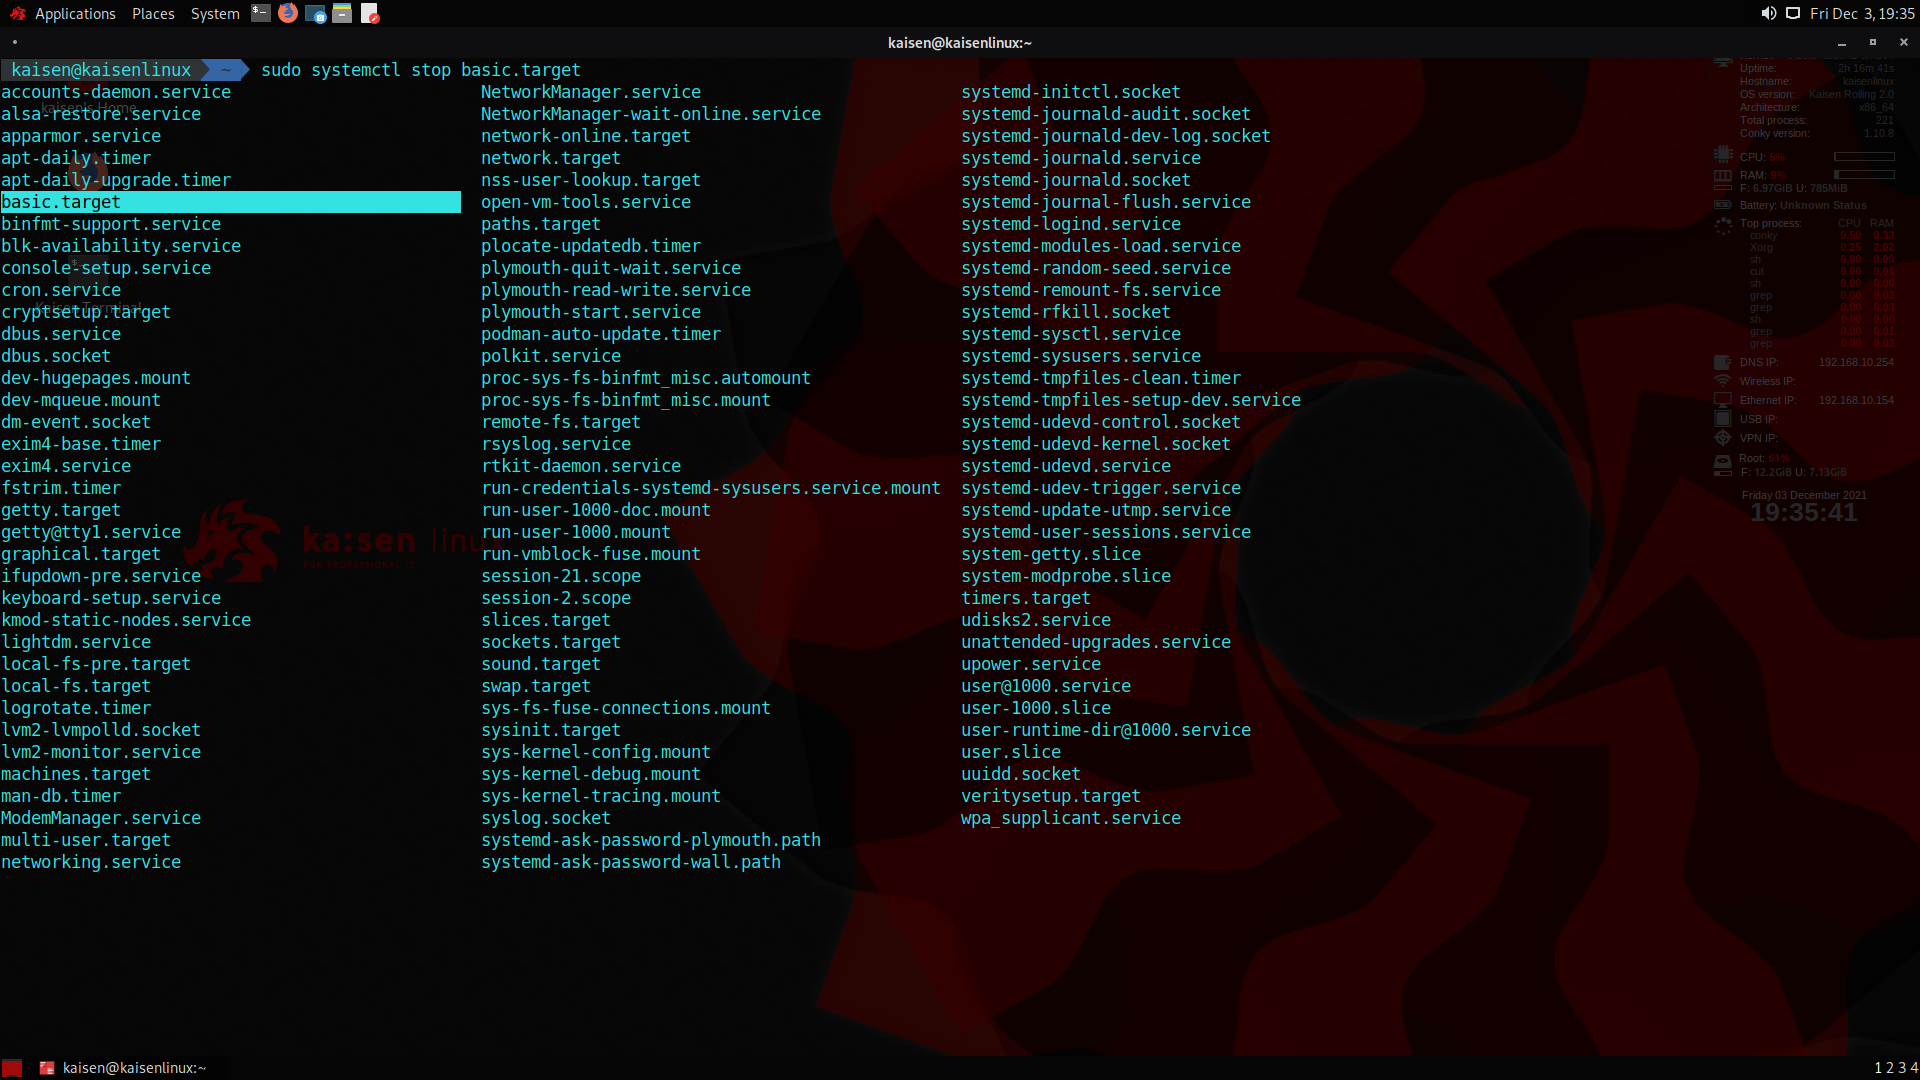 Applications Places System
Fri Dec 3, 19:35
kaisen@kaisenlinux:~
kaisen@kaisenlinux ~ sudo systemctl stop basic.target
accounts-daemon.service
alsa-restore.service
apparmor.service
apt-daily.timer
apt-daily-upgrade.timer
basic.target
binfmt-support.service
blk-availability.service
console-setup.service
cron.service
cryptsetup.target
dbus.service
dbus.socket
dev-hugepages.mount
dev-mqueue.mount
dm-event.socket
exim4-base.timer
exim4.service
fstrim.timer
getty.target
getty@tty1.service
graphical.target
ifupdown-pre.service
keyboard-setup.service
kmod-static-nodes.service
lightdm.service
local-fs-pre.target
local-fs.target
logrotate.timer
lvm2-lvmpolld.socket
lvm2-monitor.service
machines.target
man-db.timer
ModemManager.service
multi-user.target
networking.service
NetworkManager.service
NetworkManager-wait-online.service
network-online.target
network.target
nss-user-lookup.target
open-vm-tools.service
paths.target
plocate-updatedb.timer
plymouth-quit-wait.service
plymouth-read-write.service
plymouth-start.service
podman-auto-update.timer
polkit.service
proc-sys-fs-binfmt_misc.automount
proc-sys-fs-binfmt_misc.mount
remote-fs.target
rsyslog.service
rtkit-daemon.service
run-credentials-systemd-sysusers.service.mount
run-user-1000-doc.mount
run-user-1000.mount
run-vmblock-fuse.mount
session-21.scope
session-2.scope
slices.target
sockets.target
sound.target
swap.target
sys-fs-fuse-connections.mount
sysinit.target
sys-kernel-config.mount
sys-kernel-debug.mount
sys-kernel-tracing.mount
syslog.socket
systemd-ask-password-plymouth.path
systemd-ask-password-wall.path
systemd-initctl.socket
systemd-journald-audit.socket
systemd-journald-dev-log.socket
systemd-journald.service
systemd-journald.socket
systemd-journal-flush.service
systemd-logind.service
systemd-modules-load.service
systemd-random-seed.service
systemd-remount-fs.service
systemd-rfkill.socket
systemd-sysctl.service
systemd-sysusers.service
systemd-tmpfiles-clean.timer
systemd-tmpfiles-setup-dev.service
systemd-udevd-control.socket
systemd-udevd-kernel.socket
systemd-udevd.service
systemd-udev-trigger.service
systemd-update-utmp.service
systemd-user-sessions.service
system-getty.slice
system-modprobe.slice
timers.target
udisks2.service
unattended-upgrades.service
upower.service
user@1000.service
user-1000.slice
user-runtime-dir@1000.service
user.slice
uuidd.socket
veritysetup.target
wpa_supplicant.service
kaisen's Home
Kaisen Terminal
ka:sen linux
FOR PROFESSIONAL IT
Uptime: 2h 16m 41s
Hostname: kaisenlinux
OS version: Kaisen Rolling 2.0
Architecture: x86_64
Total process: 221
Conky version: 1.10.8
CPU: 5%
RAM: 9%
F: 6.97GiB U: 785MiB
Battery: Unknown Status
Top process: CPU RAM
conky 0.50 0.33
Xorg 0.25 2.02
sh 0.00 0.00
cut 0.00 0.01
sh 0.00 0.00
grep 0.00 0.03
grep 0.00 0.01
sh 0.00 0.00
grep 0.00 0.01
grep 0.00 0.03
DNS IP: 192.168.10.254
Wireless IP:
Ethernet IP: 192.168.10.154
USB IP:
VPN IP:
Root: 61%
F: 12.2GiB U: 7.13GiB
Friday 03 December 2021
19:35:41
kaisen@kaisenlinux:~
1 2 3 4